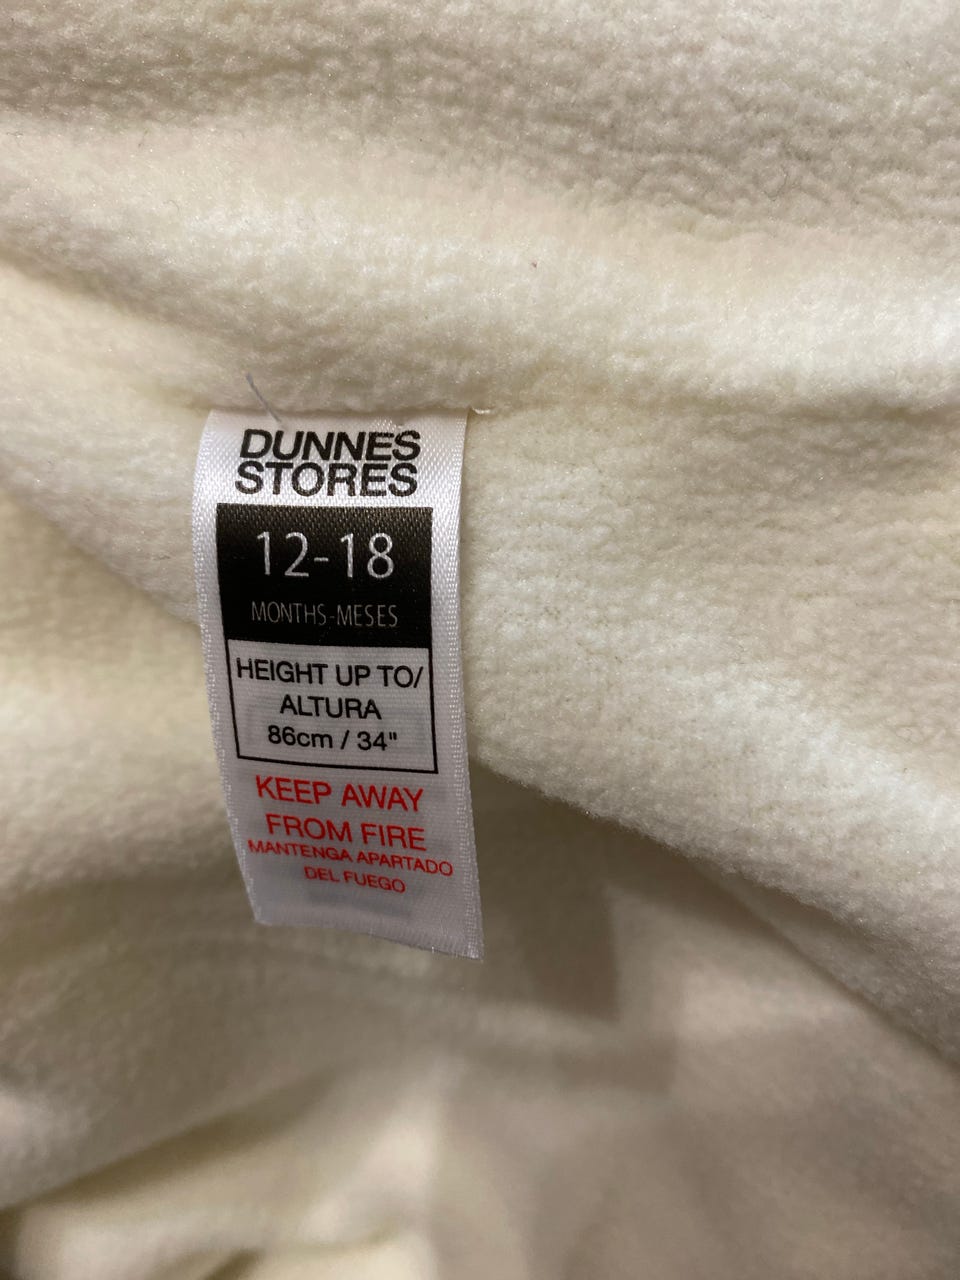 DUNNES
STORES
12-18
MONTHS-MESES
HEIGHT UP TO/
ALTURA
86cm / 34"
KEEP AWAY
FROM FIRE
MANTENGA APARTADO
DEL FUEGO